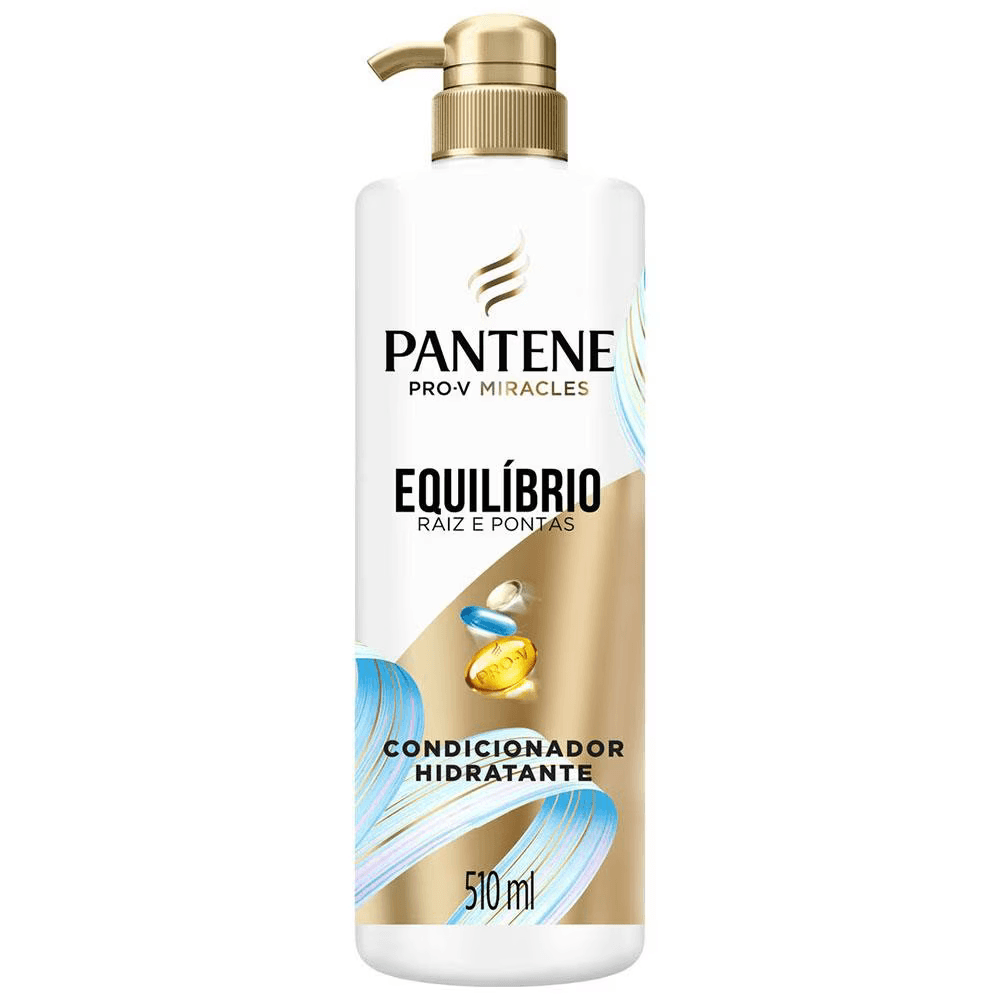 PANTENE
PRO-V MIRACLES
EQUILÍBRIO
RAIZ E PONTAS
PRO-V
CONDICIONADOR
HIDRATANTE
510 ml